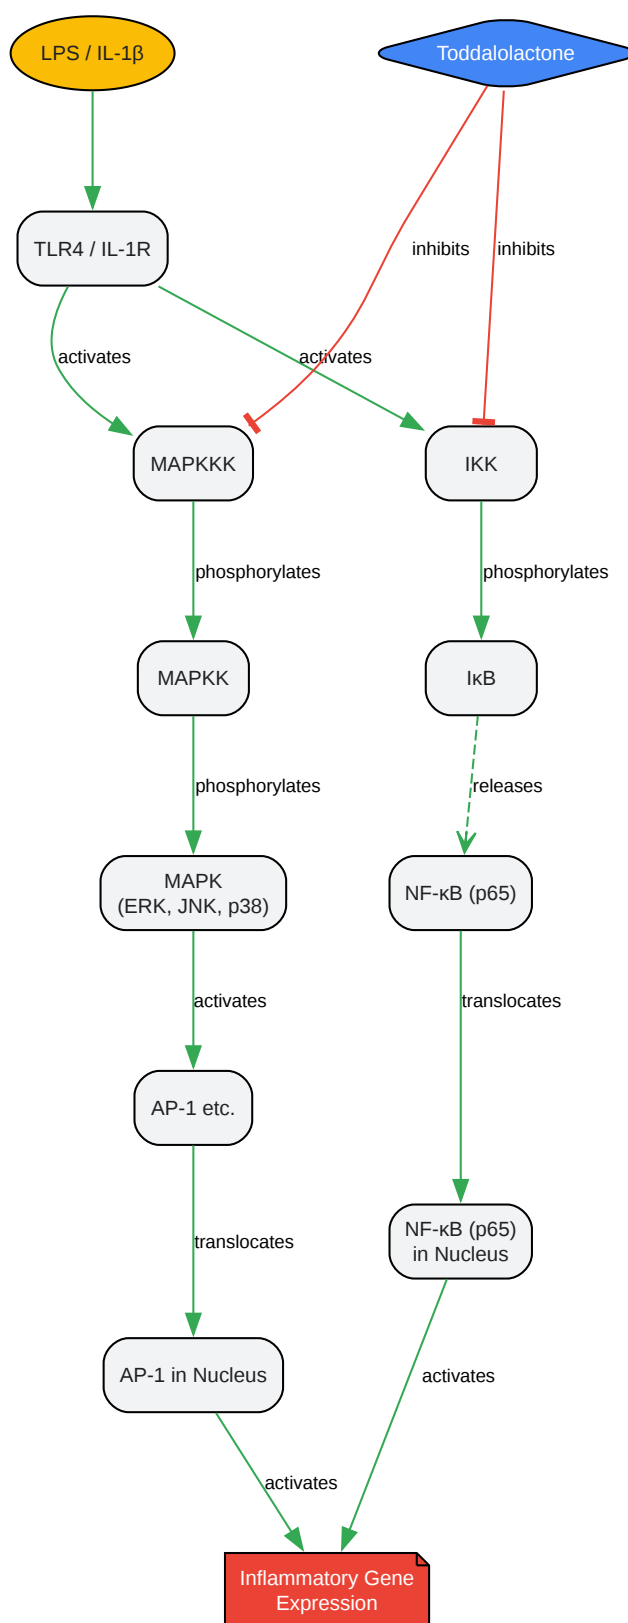 LPS / IL-1β
Toddalolactone
TLR4 / IL-1R
inhibits
inhibits
activates
activates
MAPKKK
IKK
phosphorylates
phosphorylates
MAPKK
IκB
phosphorylates
releases
MAPK
(ERK, JNK, p38)
NF-κB (p65)
activates
translocates
AP-1 etc.
translocates
NF-κB (p65)
in Nucleus
AP-1 in Nucleus
activates
activates
Inflammatory Gene
Expression